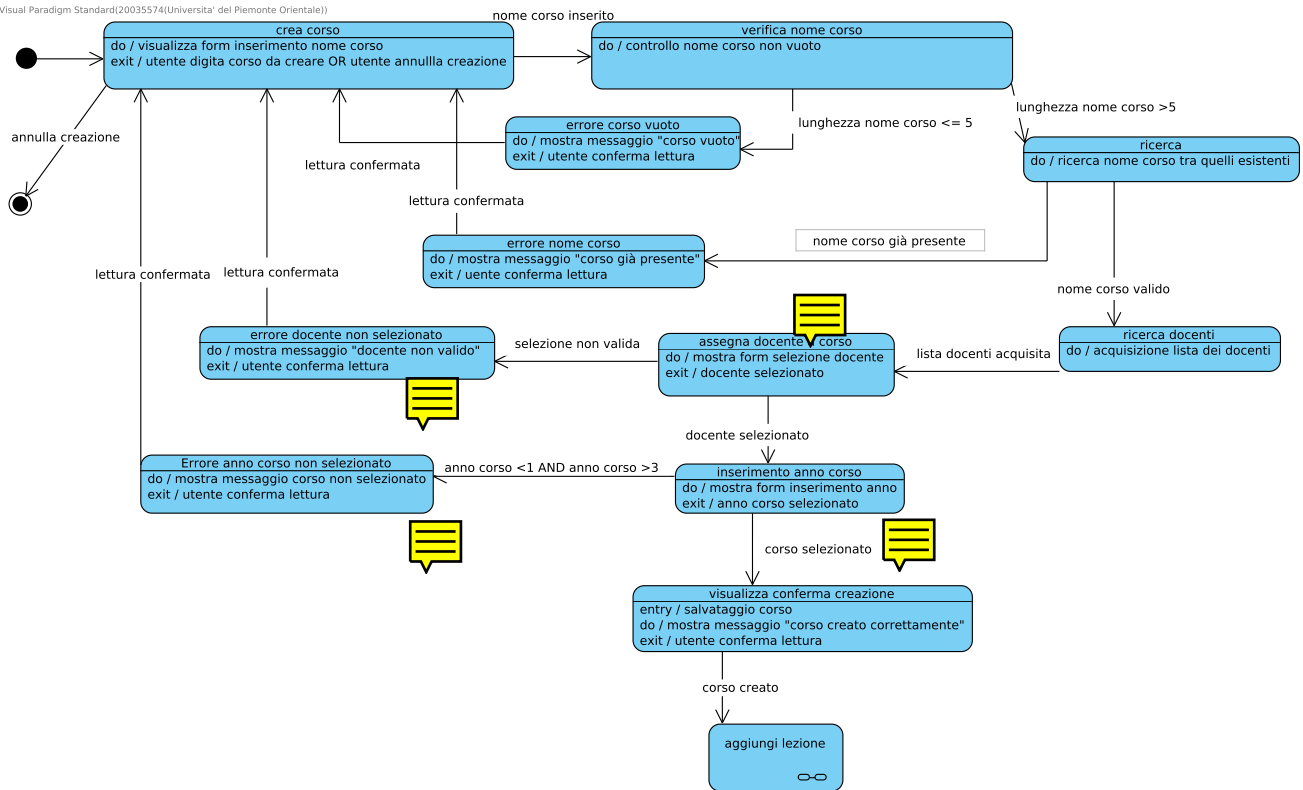 Visual Paradigm Standard(20035574(Universita' del Piemonte Orientale))
nome corso inserito
crea corso
do / visualizza form inserimento nome corso
exit / utente digita corso da creare OR utente annullla creazione
verifica nome corso
do / controllo nome corso non vuoto
annulla creazione
lunghezza nome corso >5
lunghezza nome corso <= 5
errore corso vuoto
do / mostra messaggio "corso vuoto"
exit / utente conferma lettura
ricerca
do / ricerca nome corso tra quelli esistenti
lettura confermata
lettura confermata
nome corso già presente
errore nome corso
do / mostra messaggio "corso già presente"
exit / uente conferma lettura
lettura confermata
lettura confermata
nome corso valido
errore docente non selezionato
do / mostra messaggio "docente non valido"
exit / utente conferma lettura
selezione non valida
assegna docente corso
do / mostra form selezione docente
exit / docente selezionato
lista docenti acquisita
ricerca docenti
do / acquisizione lista dei docenti
docente selezionato
Errore anno corso non selezionato
do / mostra messaggio corso non selezionato
exit / utente conferma lettura
anno corso <1 AND anno corso >3
inserimento anno corso
do / mostra form inserimento anno
exit / anno corso selezionato
corso selezionato
visualizza conferma creazione
entry / salvataggio corso
do / mostra messaggio "corso creato correttamente"
exit / utente conferma lettura
corso creato
aggiungi lezione